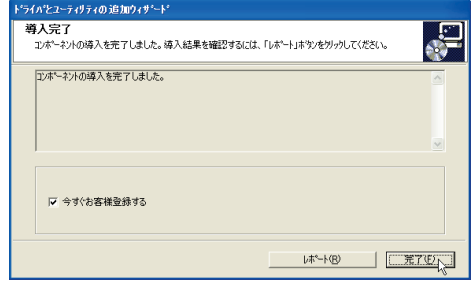 ﾄﾞﾗｲﾊﾞとﾕｰﾃｨﾘﾃｨの追加ｳｨｻﾞｰﾄﾞ
導入完了
ｺﾝﾎﾟｰﾈﾝﾄの導入を完了しました。導入結果を確認するには、「ﾚﾎﾟｰﾄ」ﾎﾞﾀﾝをｸﾘｯｸしてください。
ｺﾝﾎﾟｰﾈﾝﾄの導入を完了しました。
今すぐお客様登録する
ﾚﾎﾟｰﾄ(R)
完了(F)